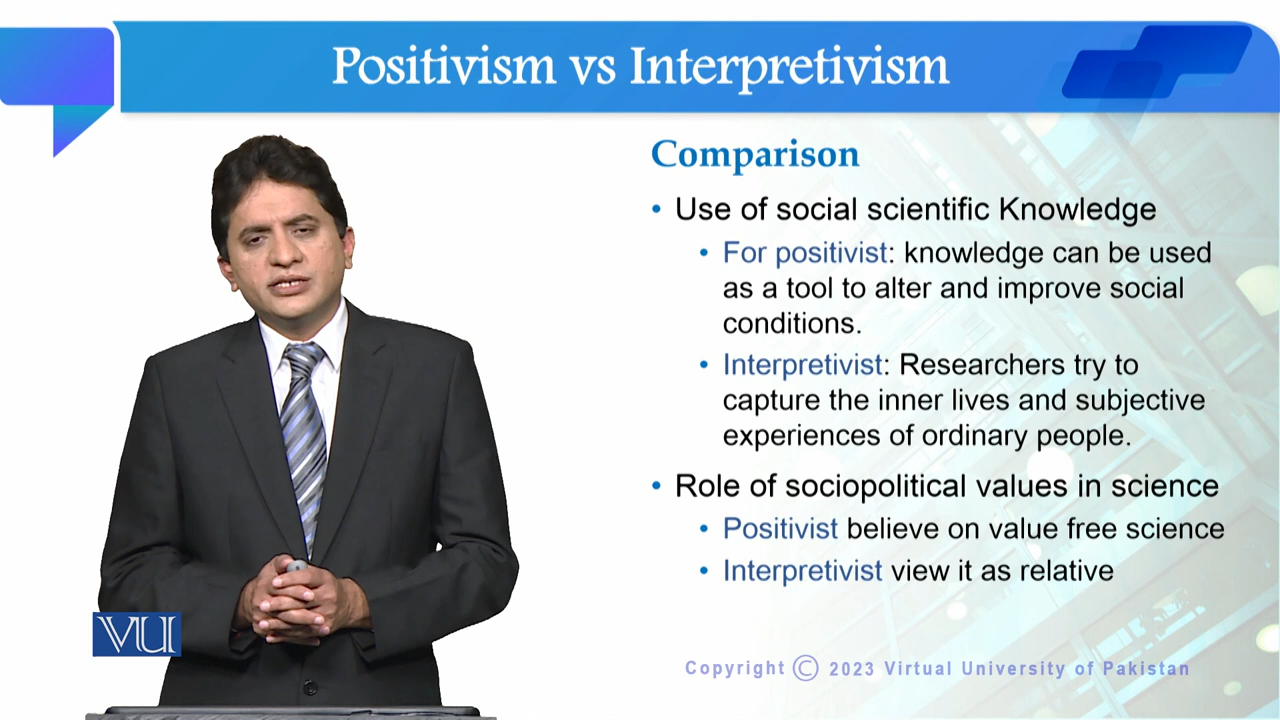 Positivism vs Interpretivism
Comparison
• Use of social scientific Knowledge
• For positivist: knowledge can be used
as a tool to alter and improve social
conditions.
• Interpretivist: Researchers try to
capture the inner lives and subjective
experiences of ordinary people.
• Role of sociopolitical values in science
• Positivist believe on value free science
• Interpretivist view it as relative
VU
Copyright © 2023 Virtual University of Pakistan